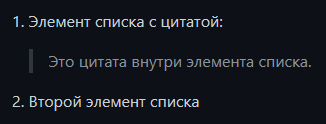 1. Элемент списка с цитатой:
Это цитата внутри элемента списка.
2. Второй элемент списка